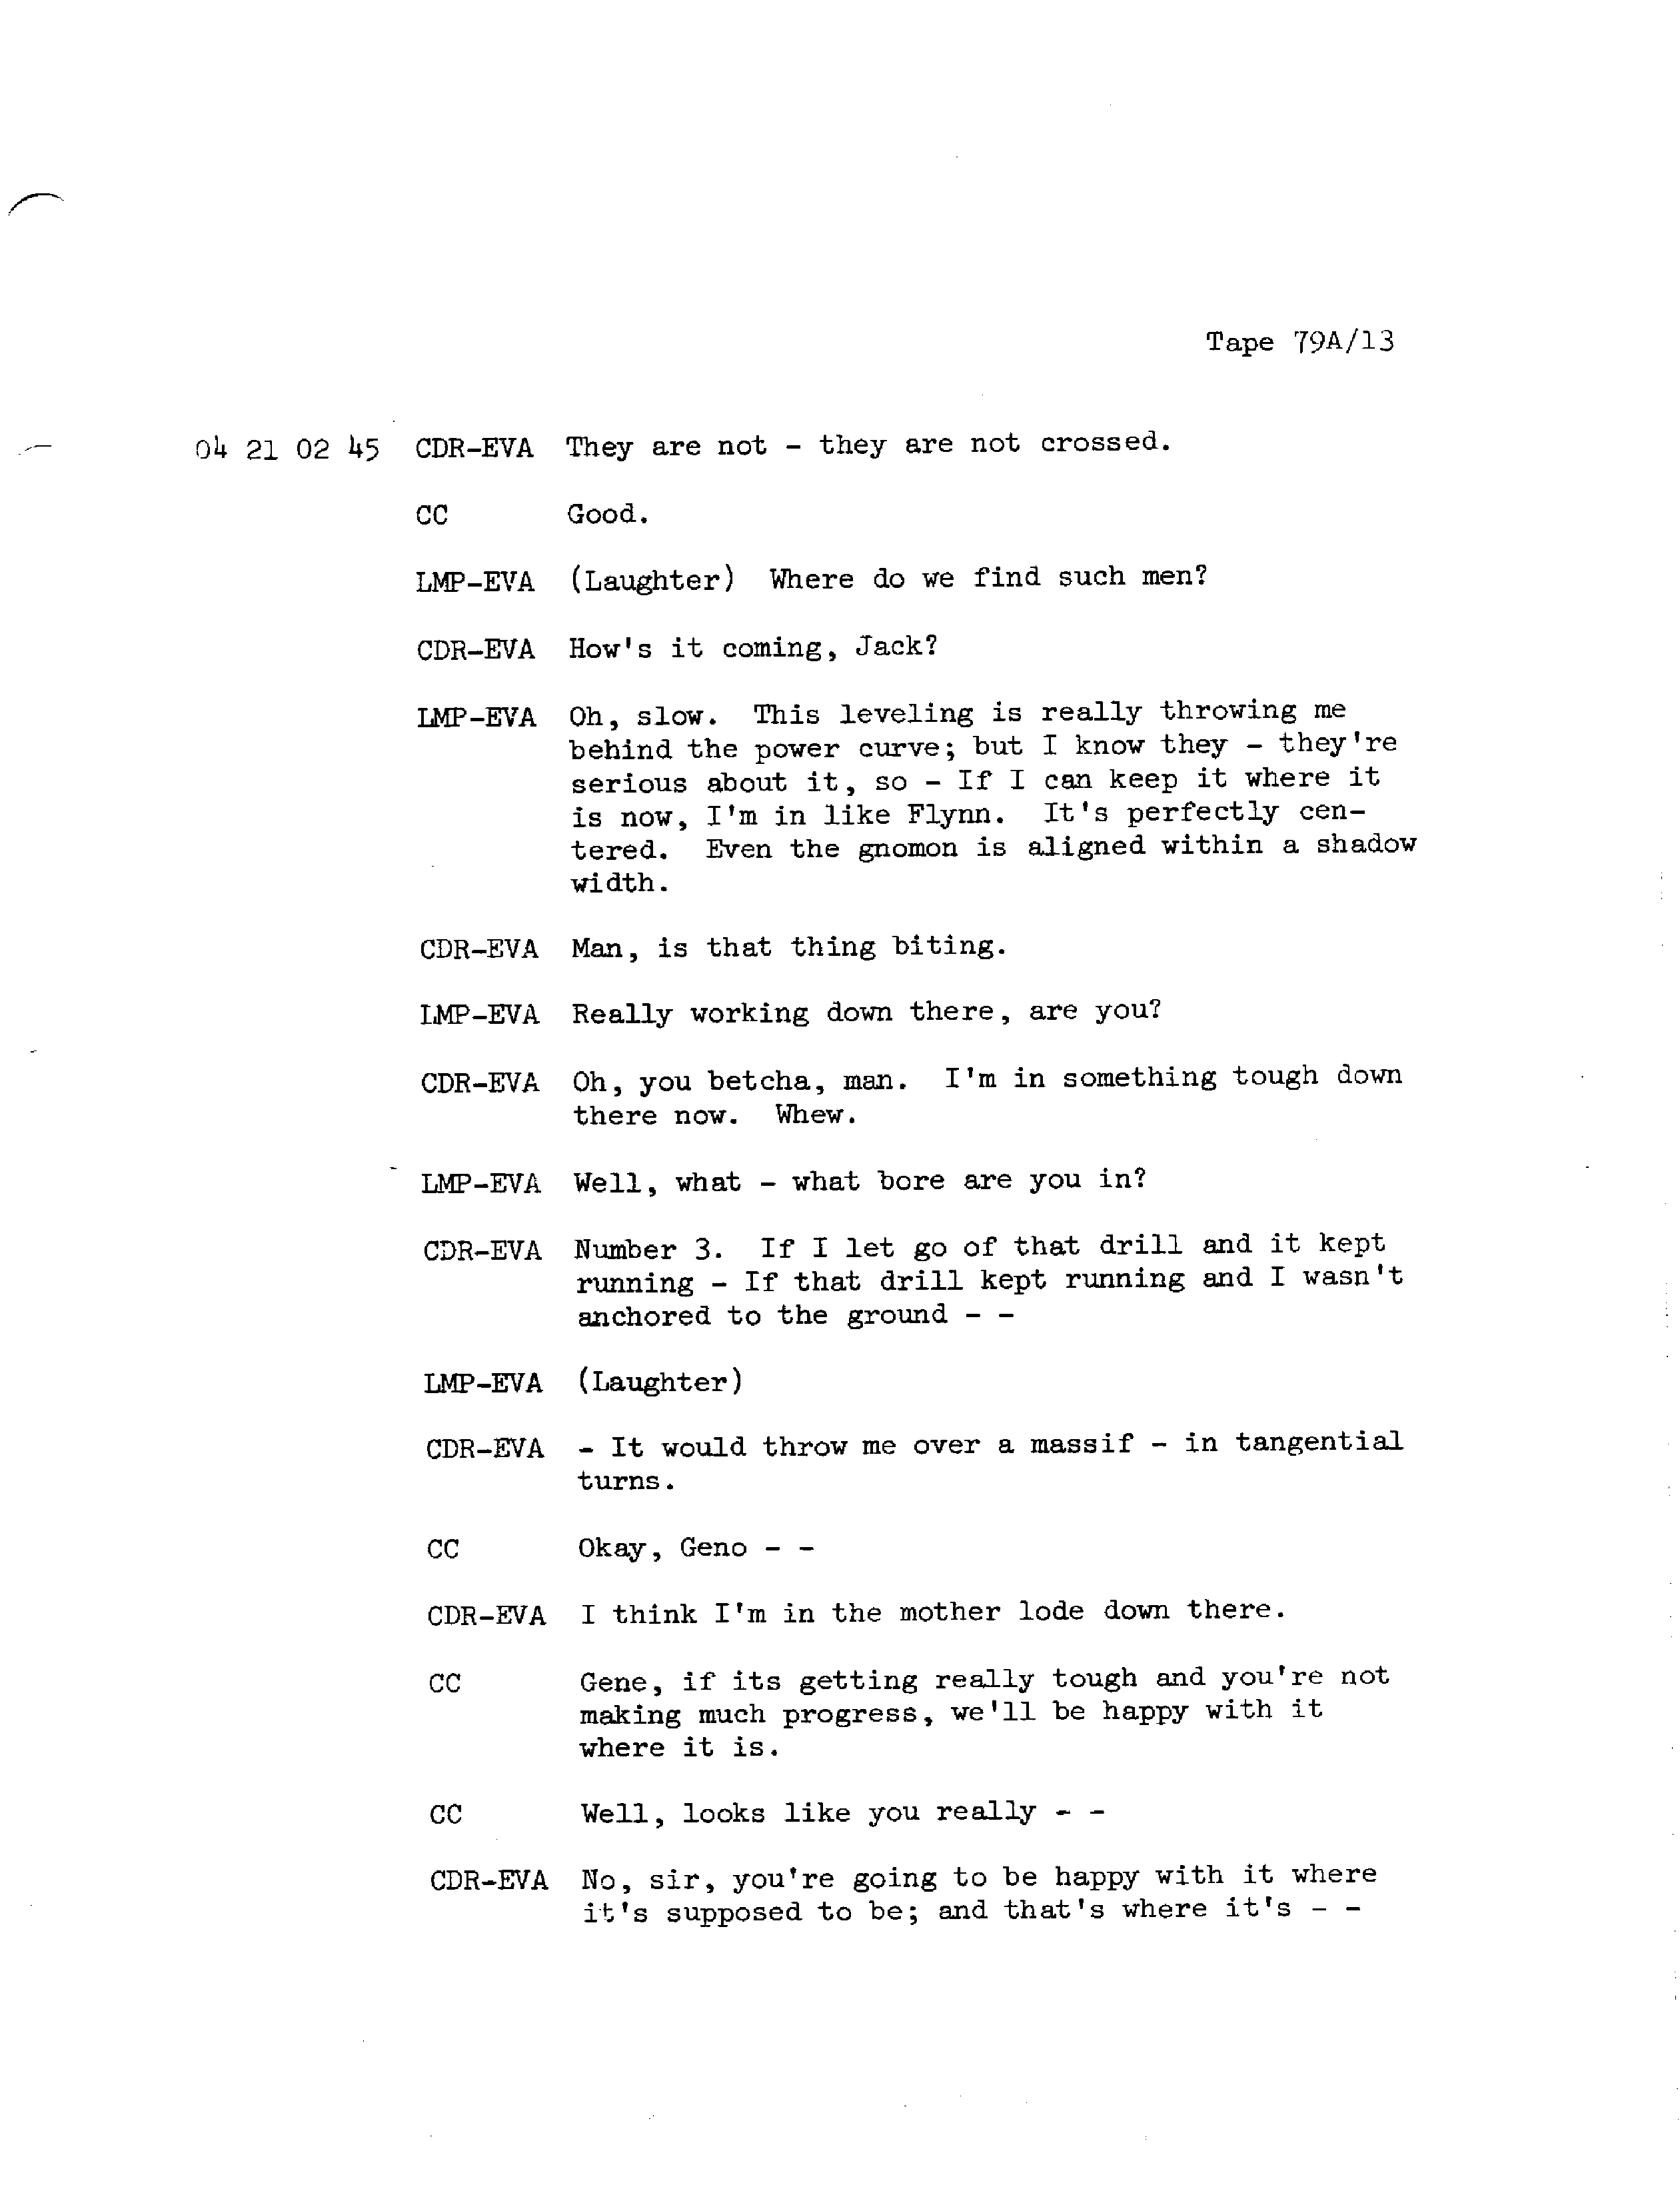 Tape 79A/13
04 21 02 45 CDR-EVA They are not - they are not crossed.
CC Good.
LMP-EVA (Laughter) Where do we find such men?
CDR-EVA How's it coming, Jack?
LMP-EVA Oh, slow. This leveling is really throwing me
behind the power curve; but I know they - they're
serious about it, so - If I can keep it where it
is now, I'm in like Flynn. It's perfectly cen-
tered. Even the gnomon is aligned within a shadow
width.
CDR-EVA Man, is that thing biting.
LMP-EVA Really working down there, are you?
CDR-EVA Oh, you betcha, man. I'm in something tough down
there now. Whew.
LMP-EVA Well, what - what bore are you in?
CDR-EVA Number 3. If I let go of that drill and it kept
running - If that drill kept running and I wasn't
anchored to the ground - -
LMP-EVA (Laughter)
CDR-EVA - It would throw me over a massif - in tangential
turns.
CC Okay, Geno - -
CDR-EVA I think I'm in the mother lode down there.
CC Gene, if its getting really tough and you're not
making much progress, we'll be happy with it
where it is.
CC Well, looks like you really - -
CDR-EVA No, sir, you're going to be happy with it where
it's supposed to be; and that's where it's - -